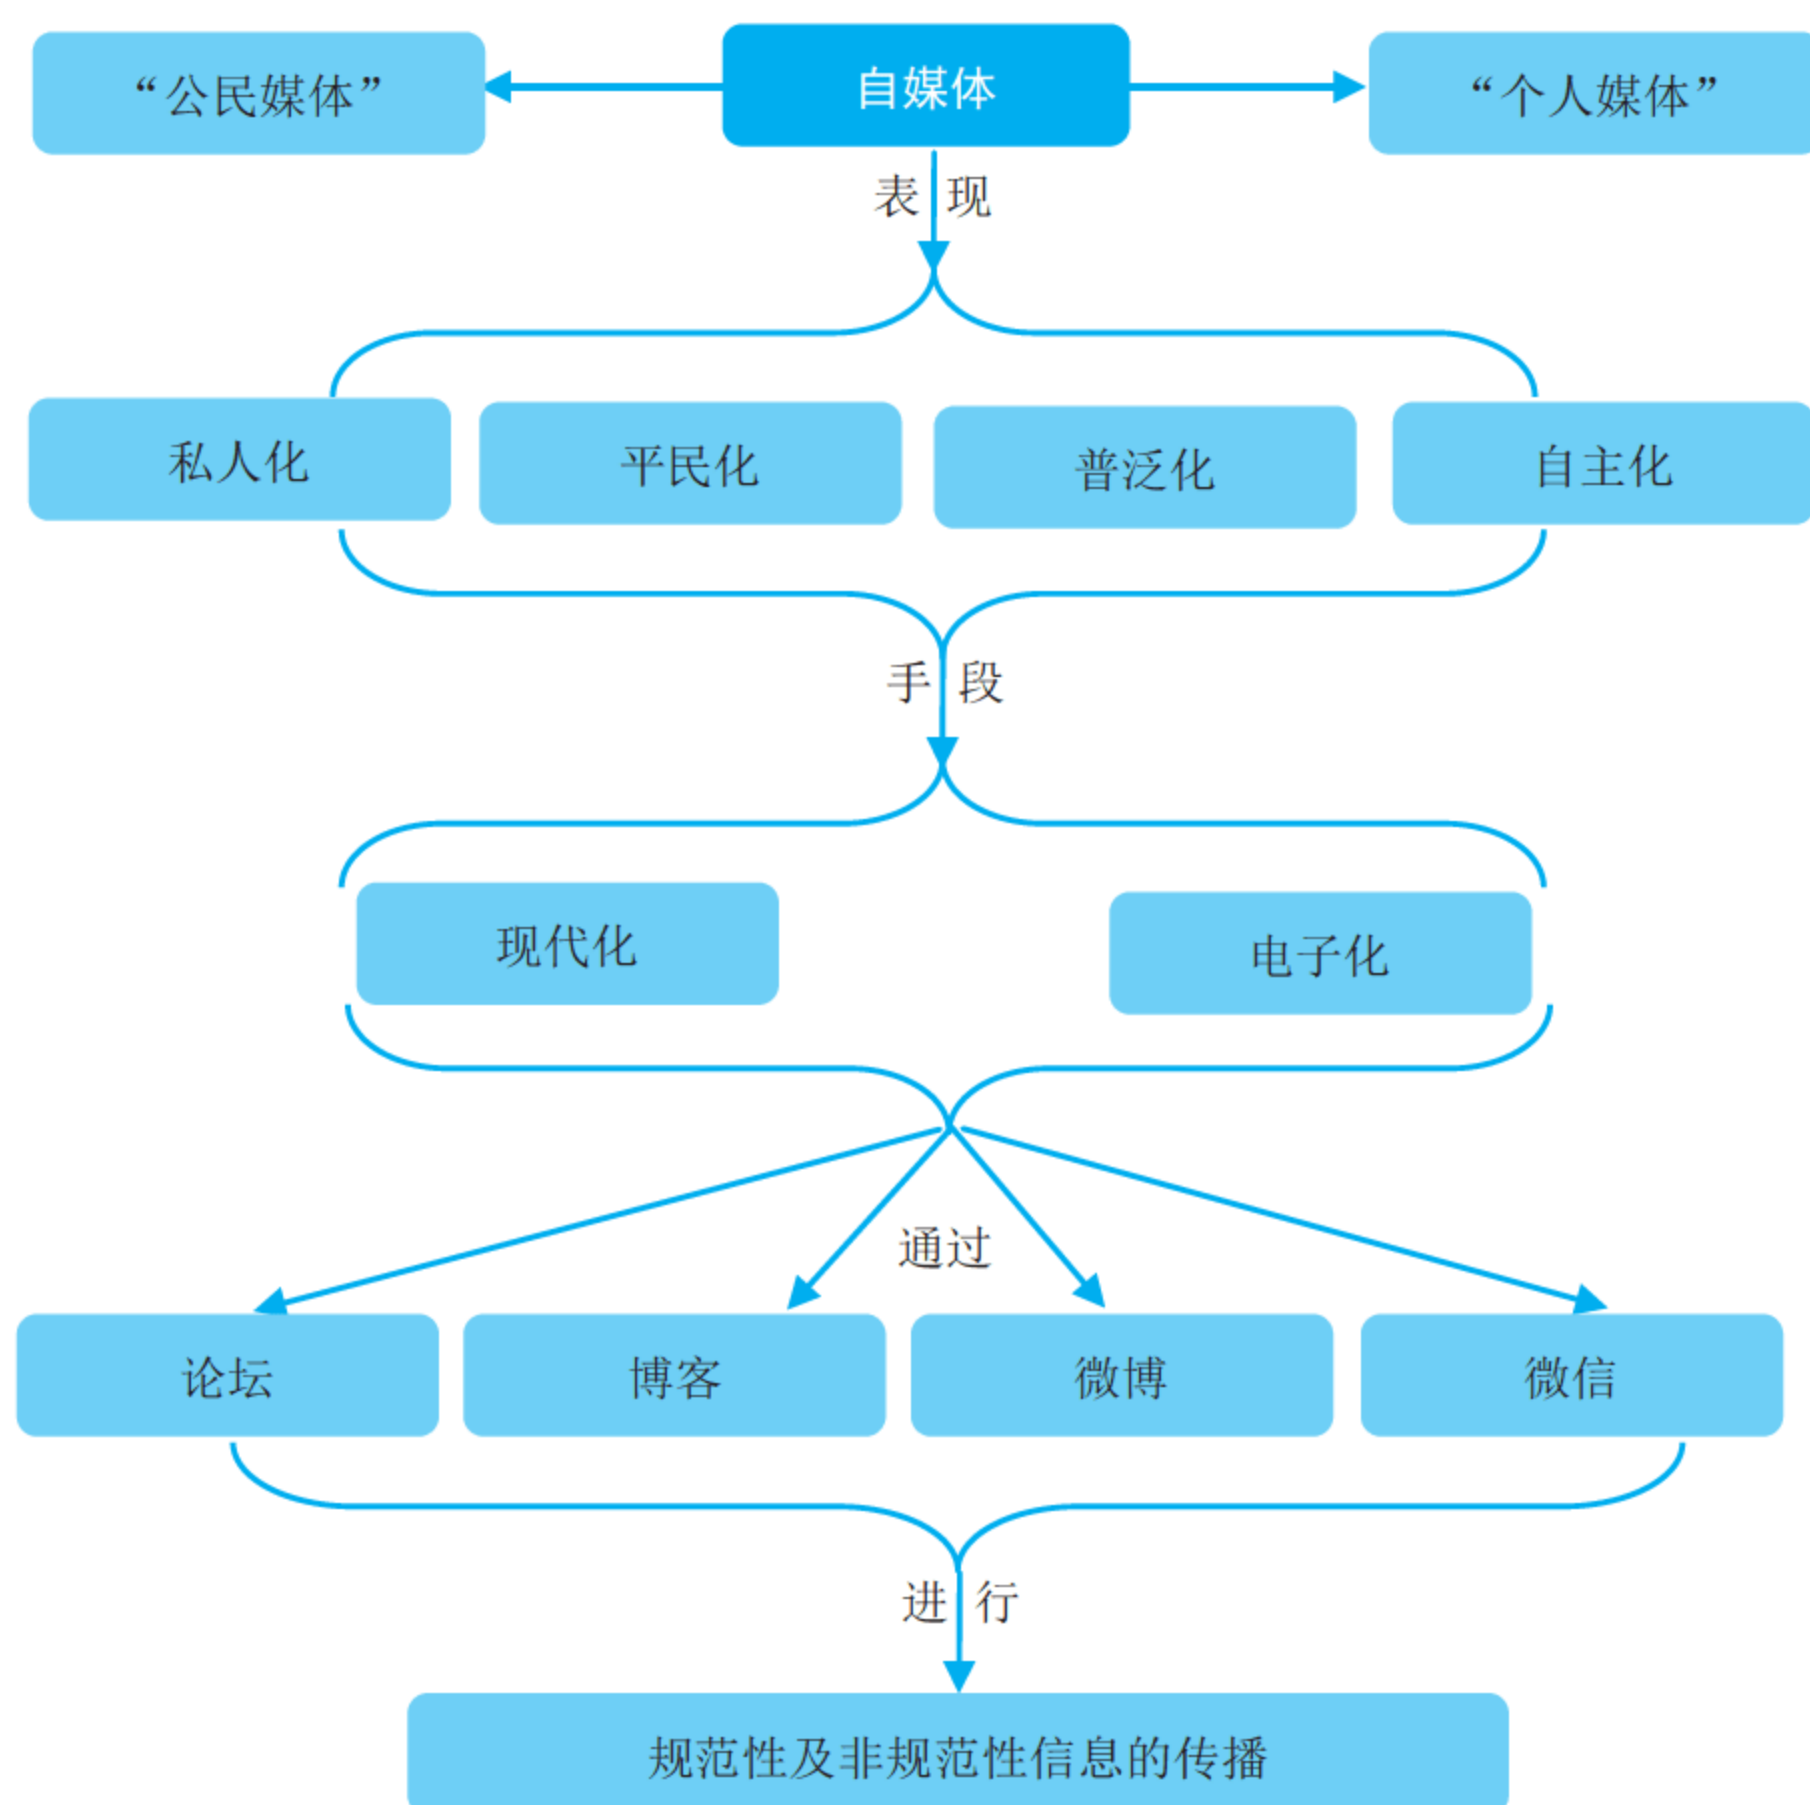 “公民媒体”
自媒体
“个人媒体”
表现
私人化
平民化
普泛化
自主化
手段
现代化
电子化
通过
论坛
博客
微博
微信
进行
规范性及非规范性信息的传播